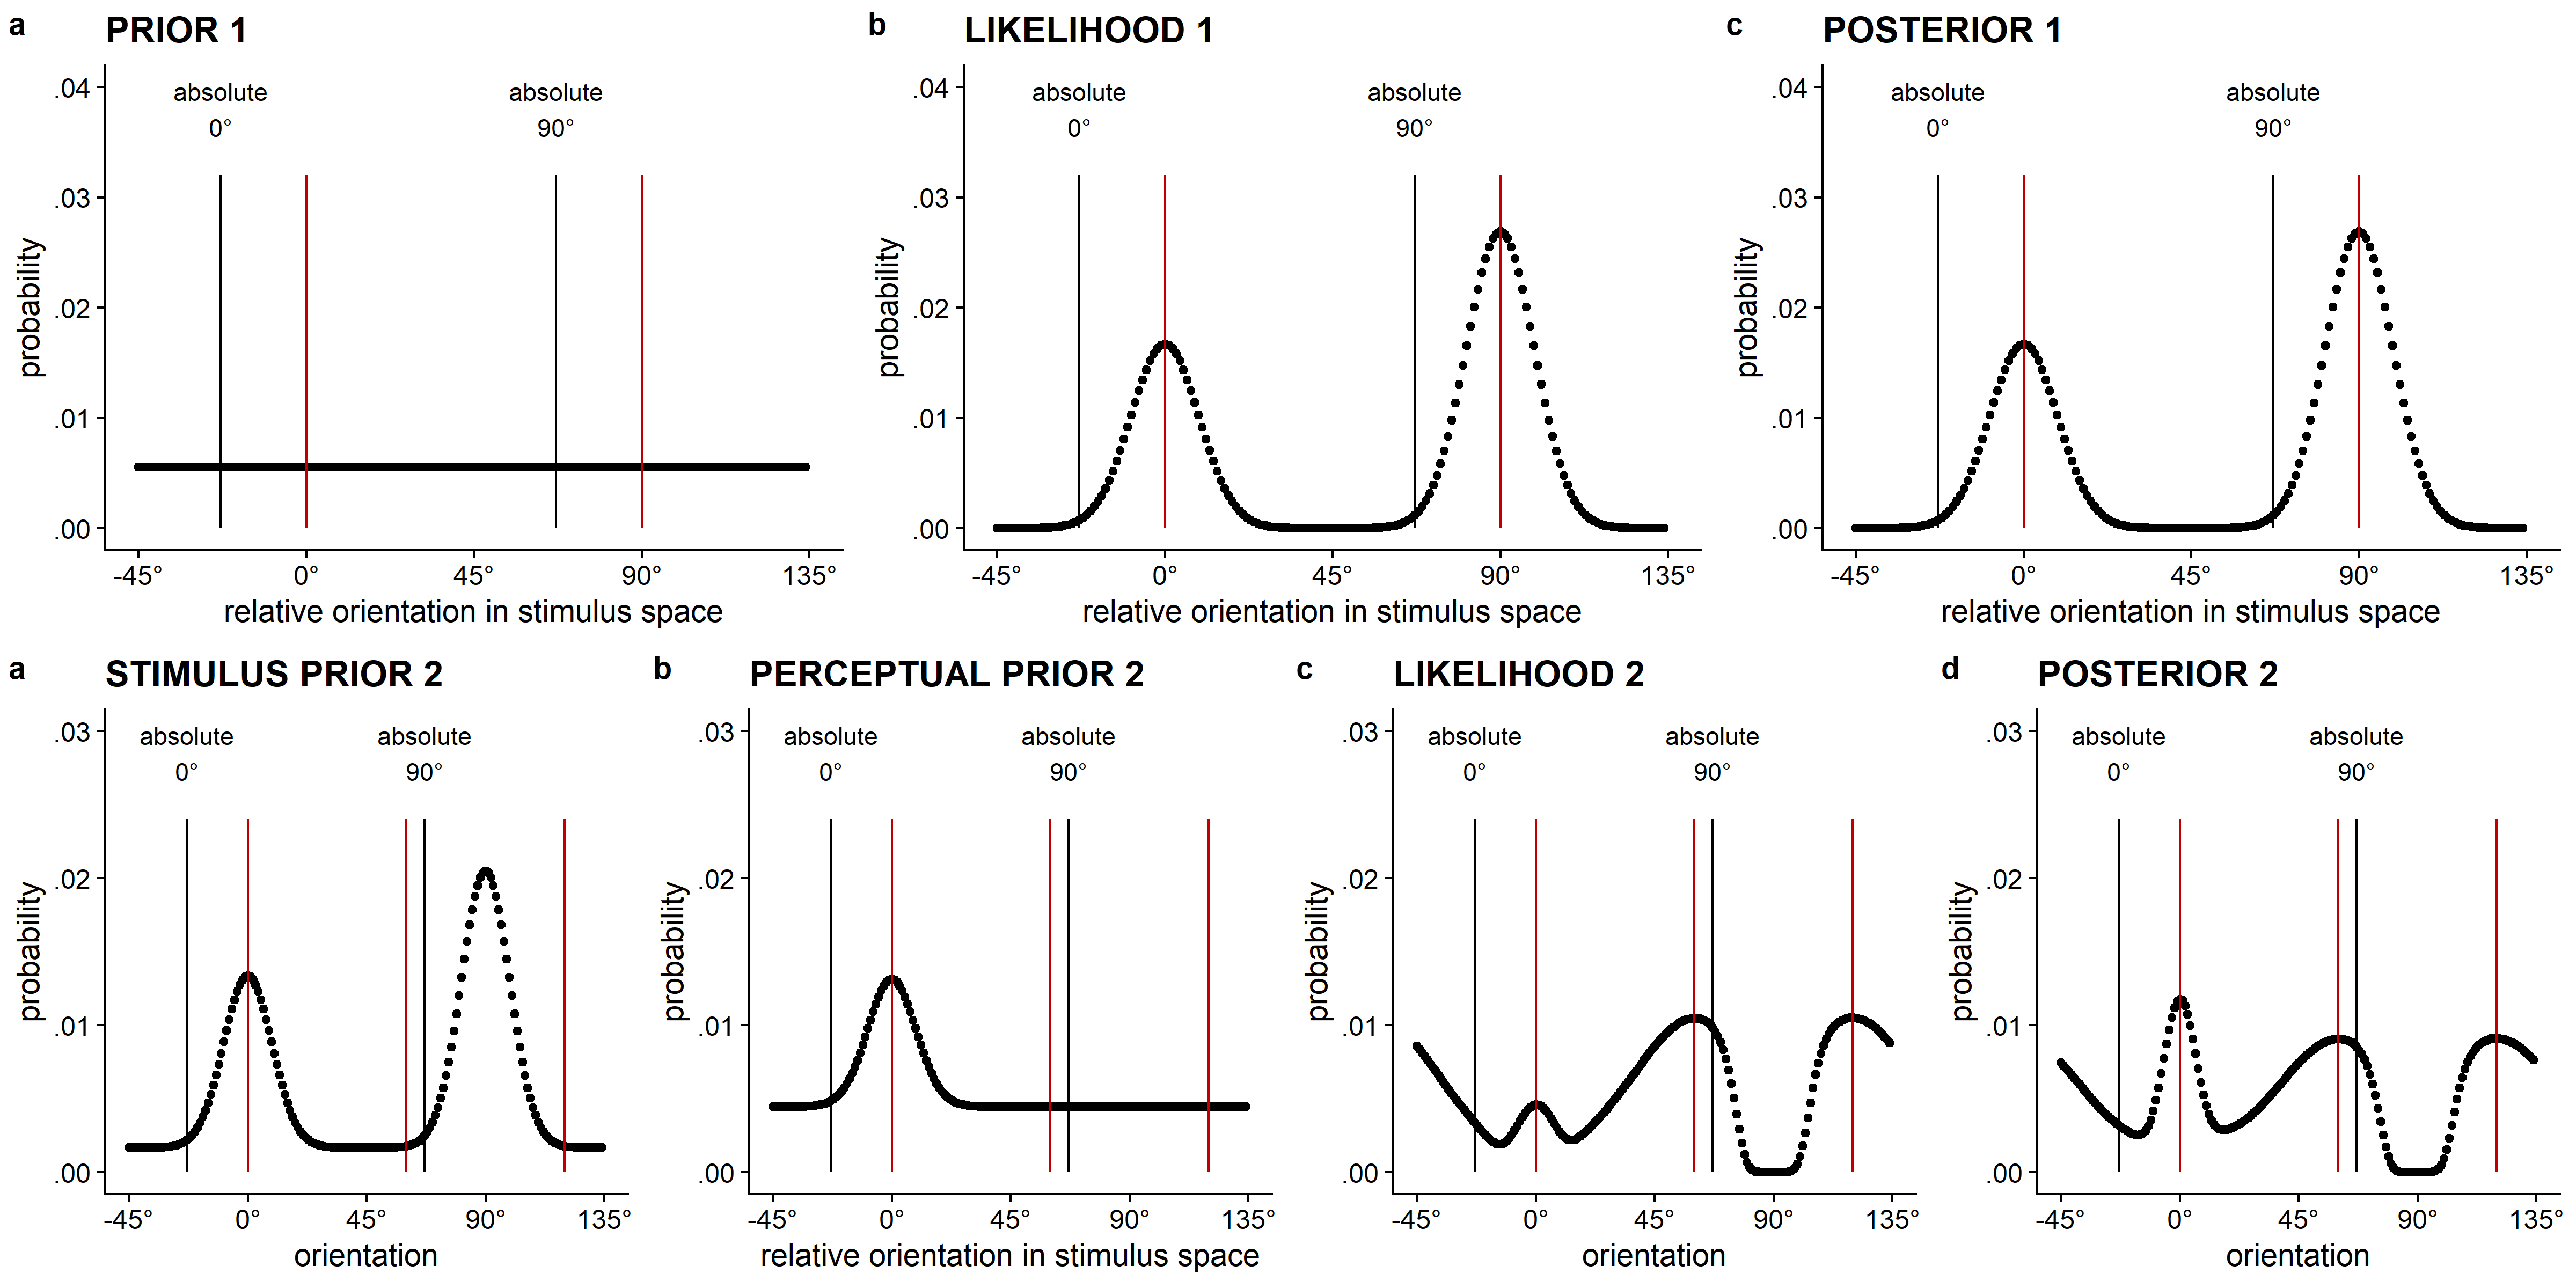 a PRIOR 1
absolute
0°
absolute
90°
.04
.03
.02
.01
.00
probability
-45° 0° 45° 90° 135°
relative orientation in stimulus space
b LIKELIHOOD 1
absolute
0°
absolute
90°
.04
.03
.02
.01
.00
probability
-45° 0° 45° 90° 135°
relative orientation in stimulus space
c POSTERIOR 1
absolute
0°
absolute
90°
.04
.03
.02
.01
.00
probability
-45° 0° 45° 90° 135°
relative orientation in stimulus space
a STIMULUS PRIOR 2
absolute
0°
absolute
90°
.03
.02
.01
.00
probability
-45° 0° 45° 90° 135°
orientation
b PERCEPTUAL PRIOR 2
absolute
0°
absolute
90°
.03
.02
.01
.00
probability
-45° 0° 45° 90° 135°
relative orientation in stimulus space
c LIKELIHOOD 2
absolute
0°
absolute
90°
.03
.02
.01
.00
probability
-45° 0° 45° 90° 135°
orientation
d POSTERIOR 2
absolute
0°
absolute
90°
.03
.02
.01
.00
probability
-45° 0° 45° 90° 135°
orientation